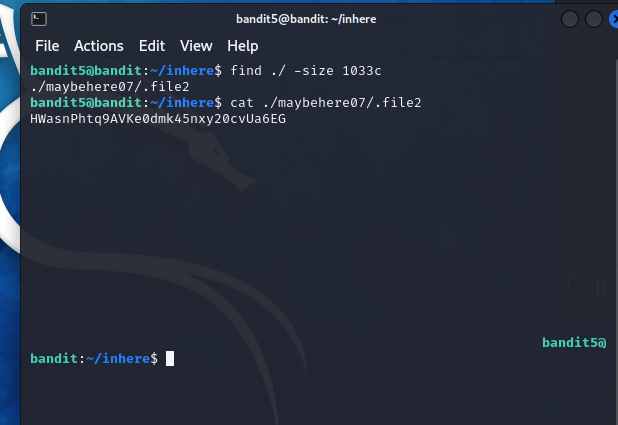 bandit5@bandit: ~/inhere
File Actions Edit View Help
bandit5@bandit:~/inhere$ find ./ -size 1033c
./maybehere07/.file2
bandit5@bandit:~/inhere$ cat ./maybehere07/.file2
HWasnPhtq9AVKe0dmk45nxy20cvUa6EG
bandit5@
bandit:~/inhere$